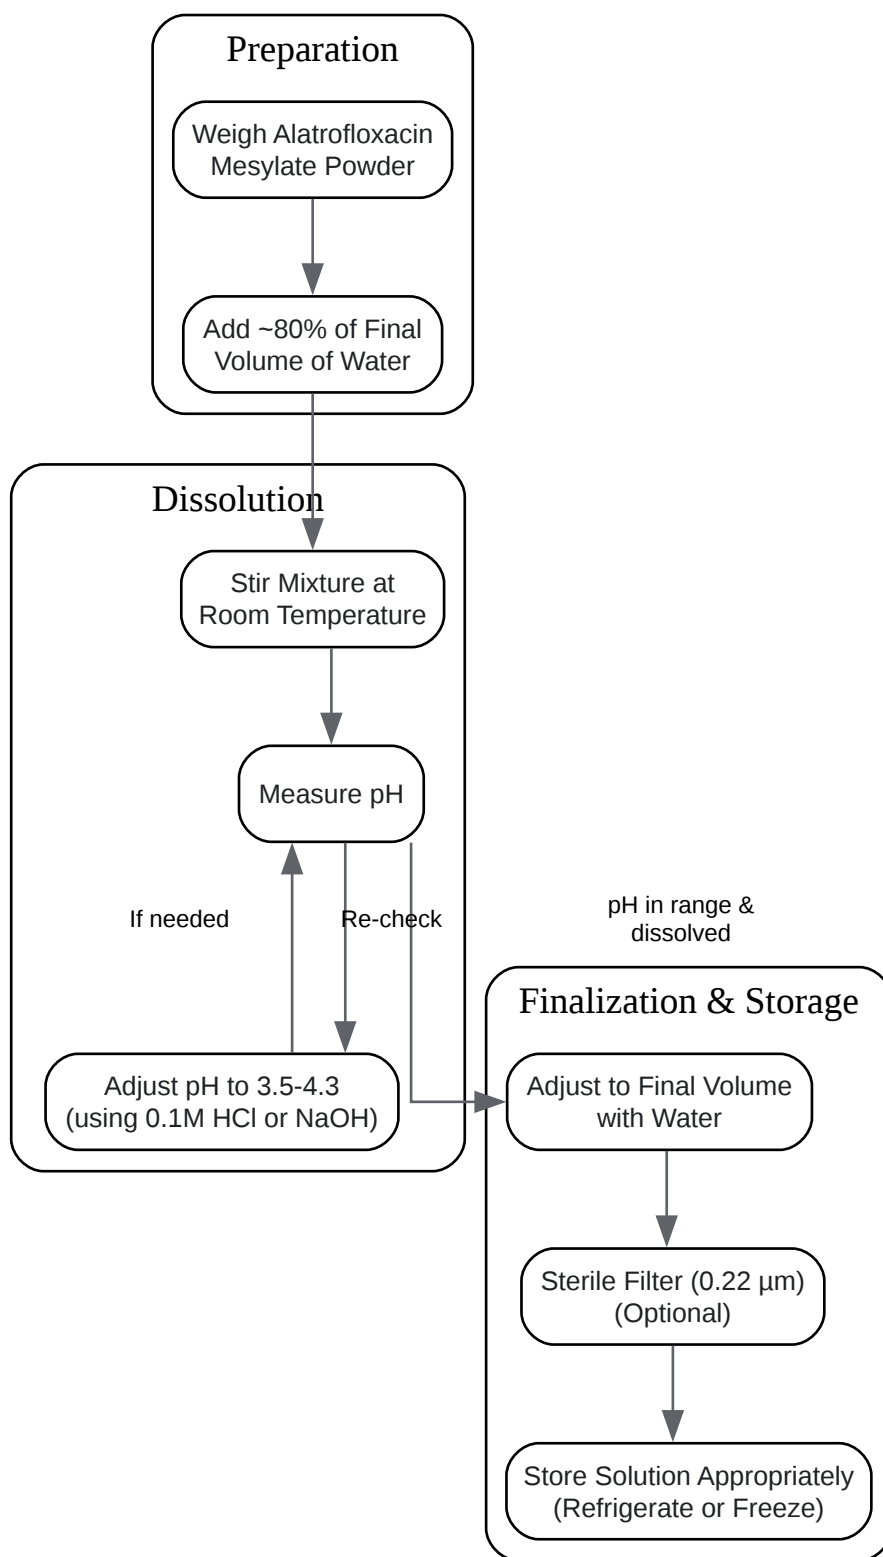 Preparation
Weigh Alatrofloxacin
Mesylate Powder
Add ~80% of Final
Volume of Water
Dissolution
Stir Mixture at
Room Temperature
Measure pH
If needed
Re-check
pH in range &
dissolved
Adjust pH to 3.5-4.3
(using 0.1M HCl or NaOH)
Finalization & Storage
Adjust to Final Volume
with Water
Sterile Filter (0.22 µm)
(Optional)
Store Solution Appropriately
(Refrigerate or Freeze)